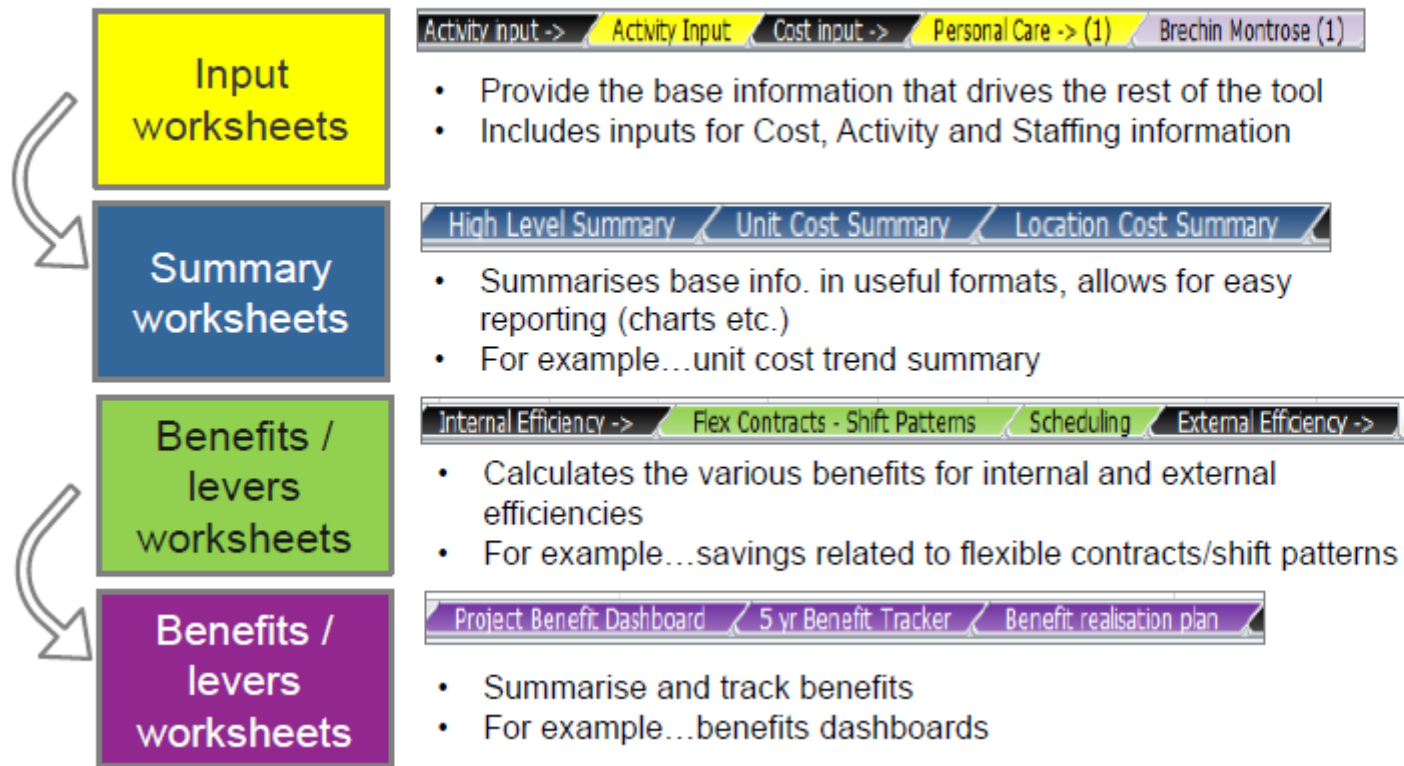 Input
worksheets
Activity input -> Activity Input Cost input -> Personal Care -> (1) Brechin Montrose (1)
• Provide the base information that drives the rest of the tool
• Includes inputs for Cost, Activity and Staffing information
Summary
worksheets
High Level Summary Unit Cost Summary Location Cost Summary
• Summarises base info. in useful formats, allows for easy
reporting (charts etc.)
• For example…unit cost trend summary
Benefits /
levers
worksheets
Internal Efficiency -> Flex Contracts - Shift Patterns Scheduling External Efficiency ->
• Calculates the various benefits for internal and external
efficiencies
• For example…savings related to flexible contracts/shift patterns
Benefits /
levers
worksheets
Project Benefit Dashboard 5 yr Benefit Tracker Benefit realisation plan
• Summarise and track benefits
• For example…benefits dashboards